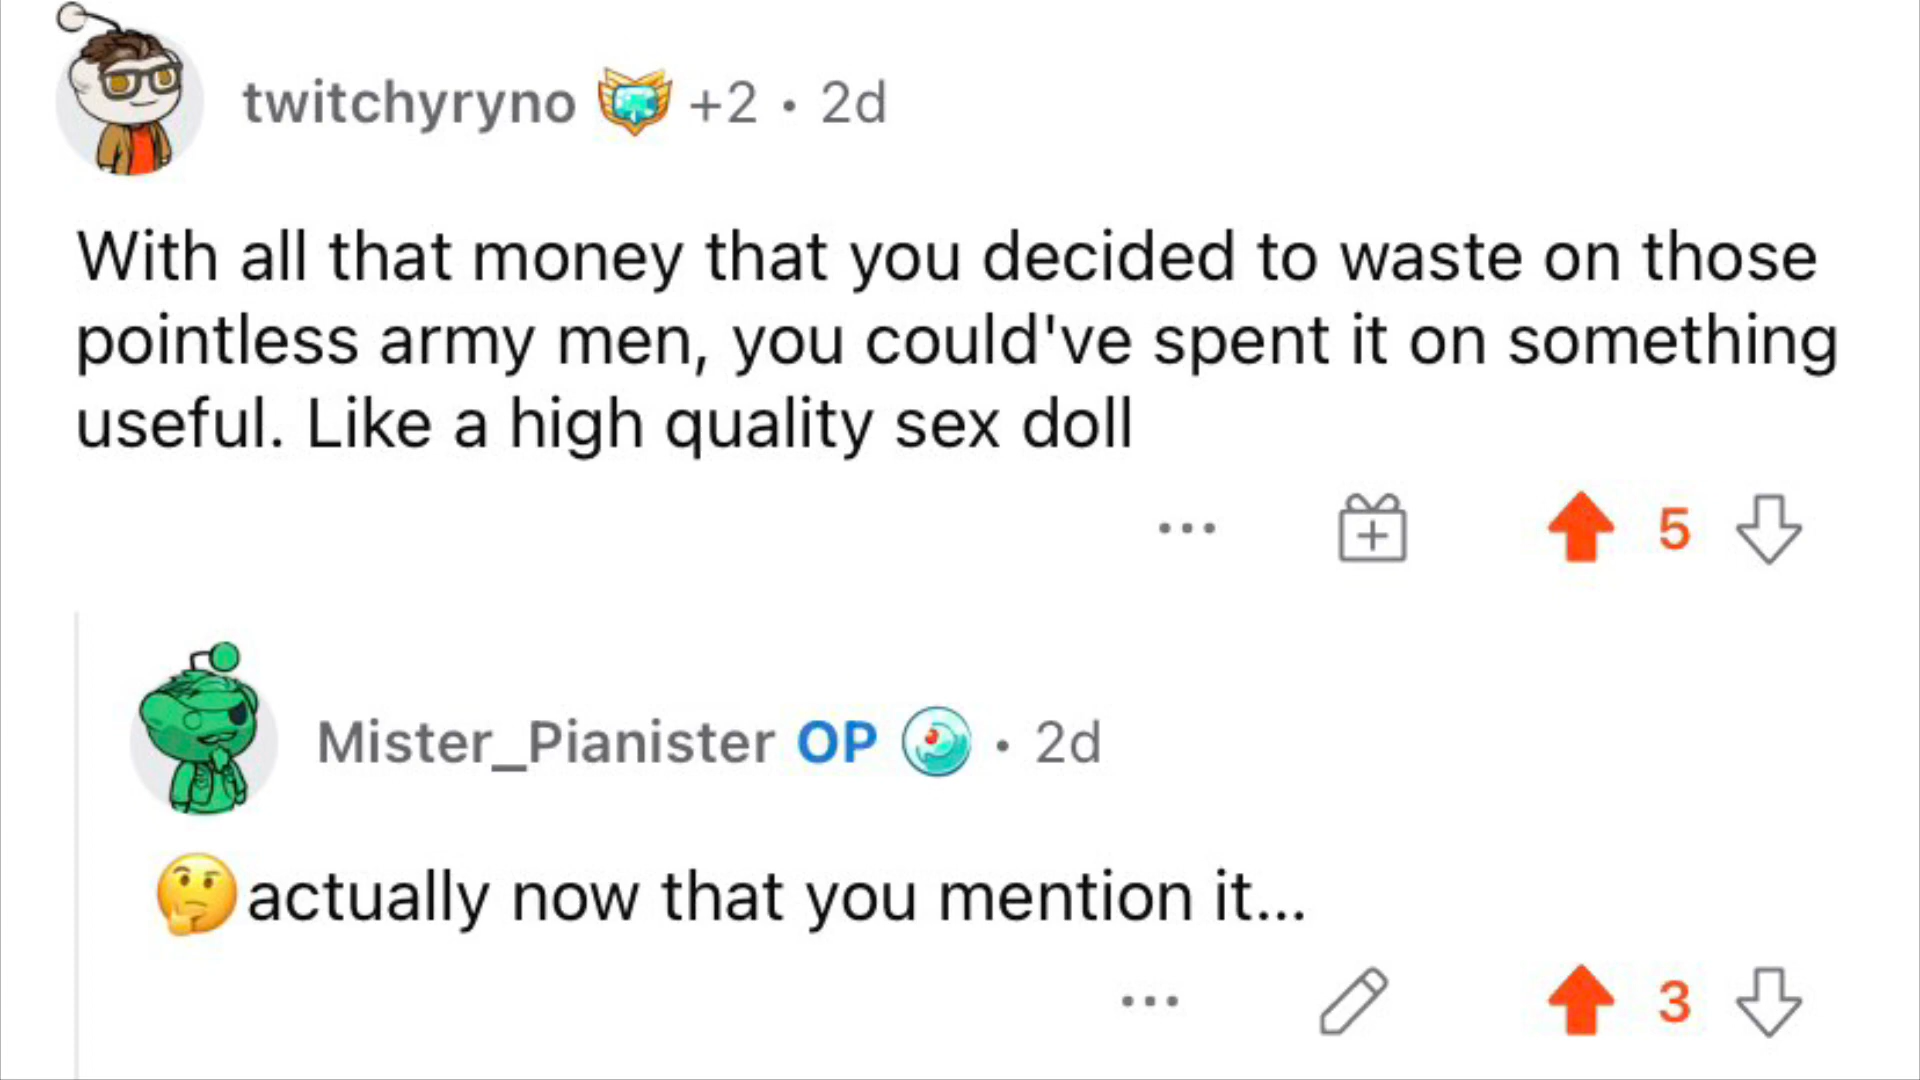 twitchyryno +2 • 2d
With all that money that you decided to waste on those
pointless army men, you could've spent it on something
useful. Like a high quality sex doll
... 5
Mister_Pianister OP • 2d
🤔actually now that you mention it...
... 3